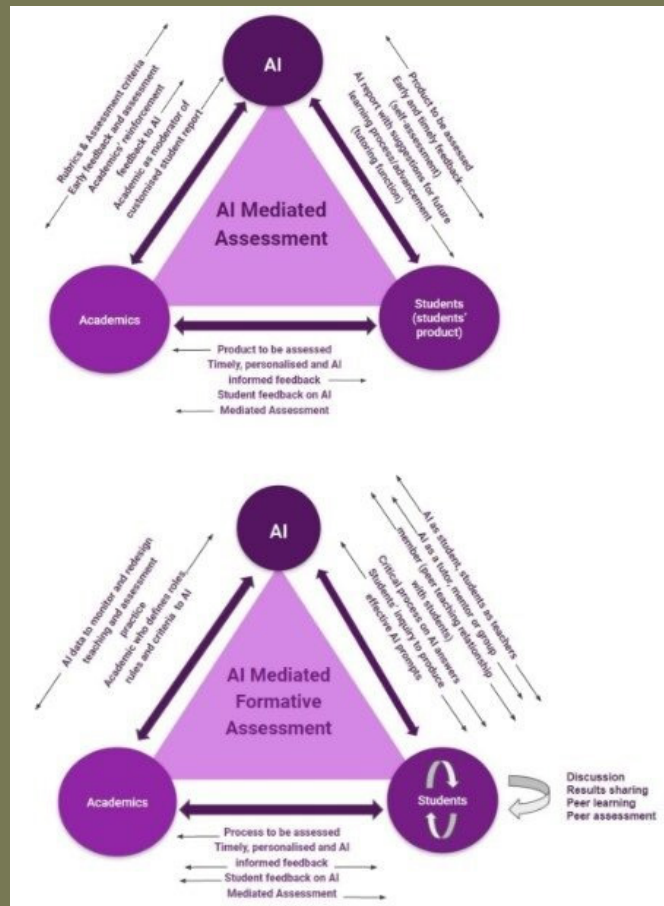 AI
Rubrics & Assessment criteria
Early feedback and assessment
Academics' reinforcement
feedback to AI
Academic as moderator of
customised student report
Product to be assessed
Early and timely feedback
(self-assessment)
AI report with suggestions for future
learning process/advancement
(tutoring function)
AI Mediated
Assessment
Academics
Students
(students'
product)
Product to be assessed
Timely, personalised and AI
informed feedback
Student feedback on AI
Mediated Assessment
AI
AI data to monitor and redesign
teaching and assessment
practice
Academic who defines roles,
rules and criteria to AI
AI as student, students as teachers
AI as a tutor, mentor or group
member (peer teaching relationship
with students)
Critical process on AI answers
Students' inquiry to produce
effective AI prompts
AI Mediated
Formative
Assessment
Academics
Students
Discussion
Results sharing
Peer learning
Peer assessment
Process to be assessed
Timely, personalised and AI
informed feedback
Student feedback on AI
Mediated Assessment